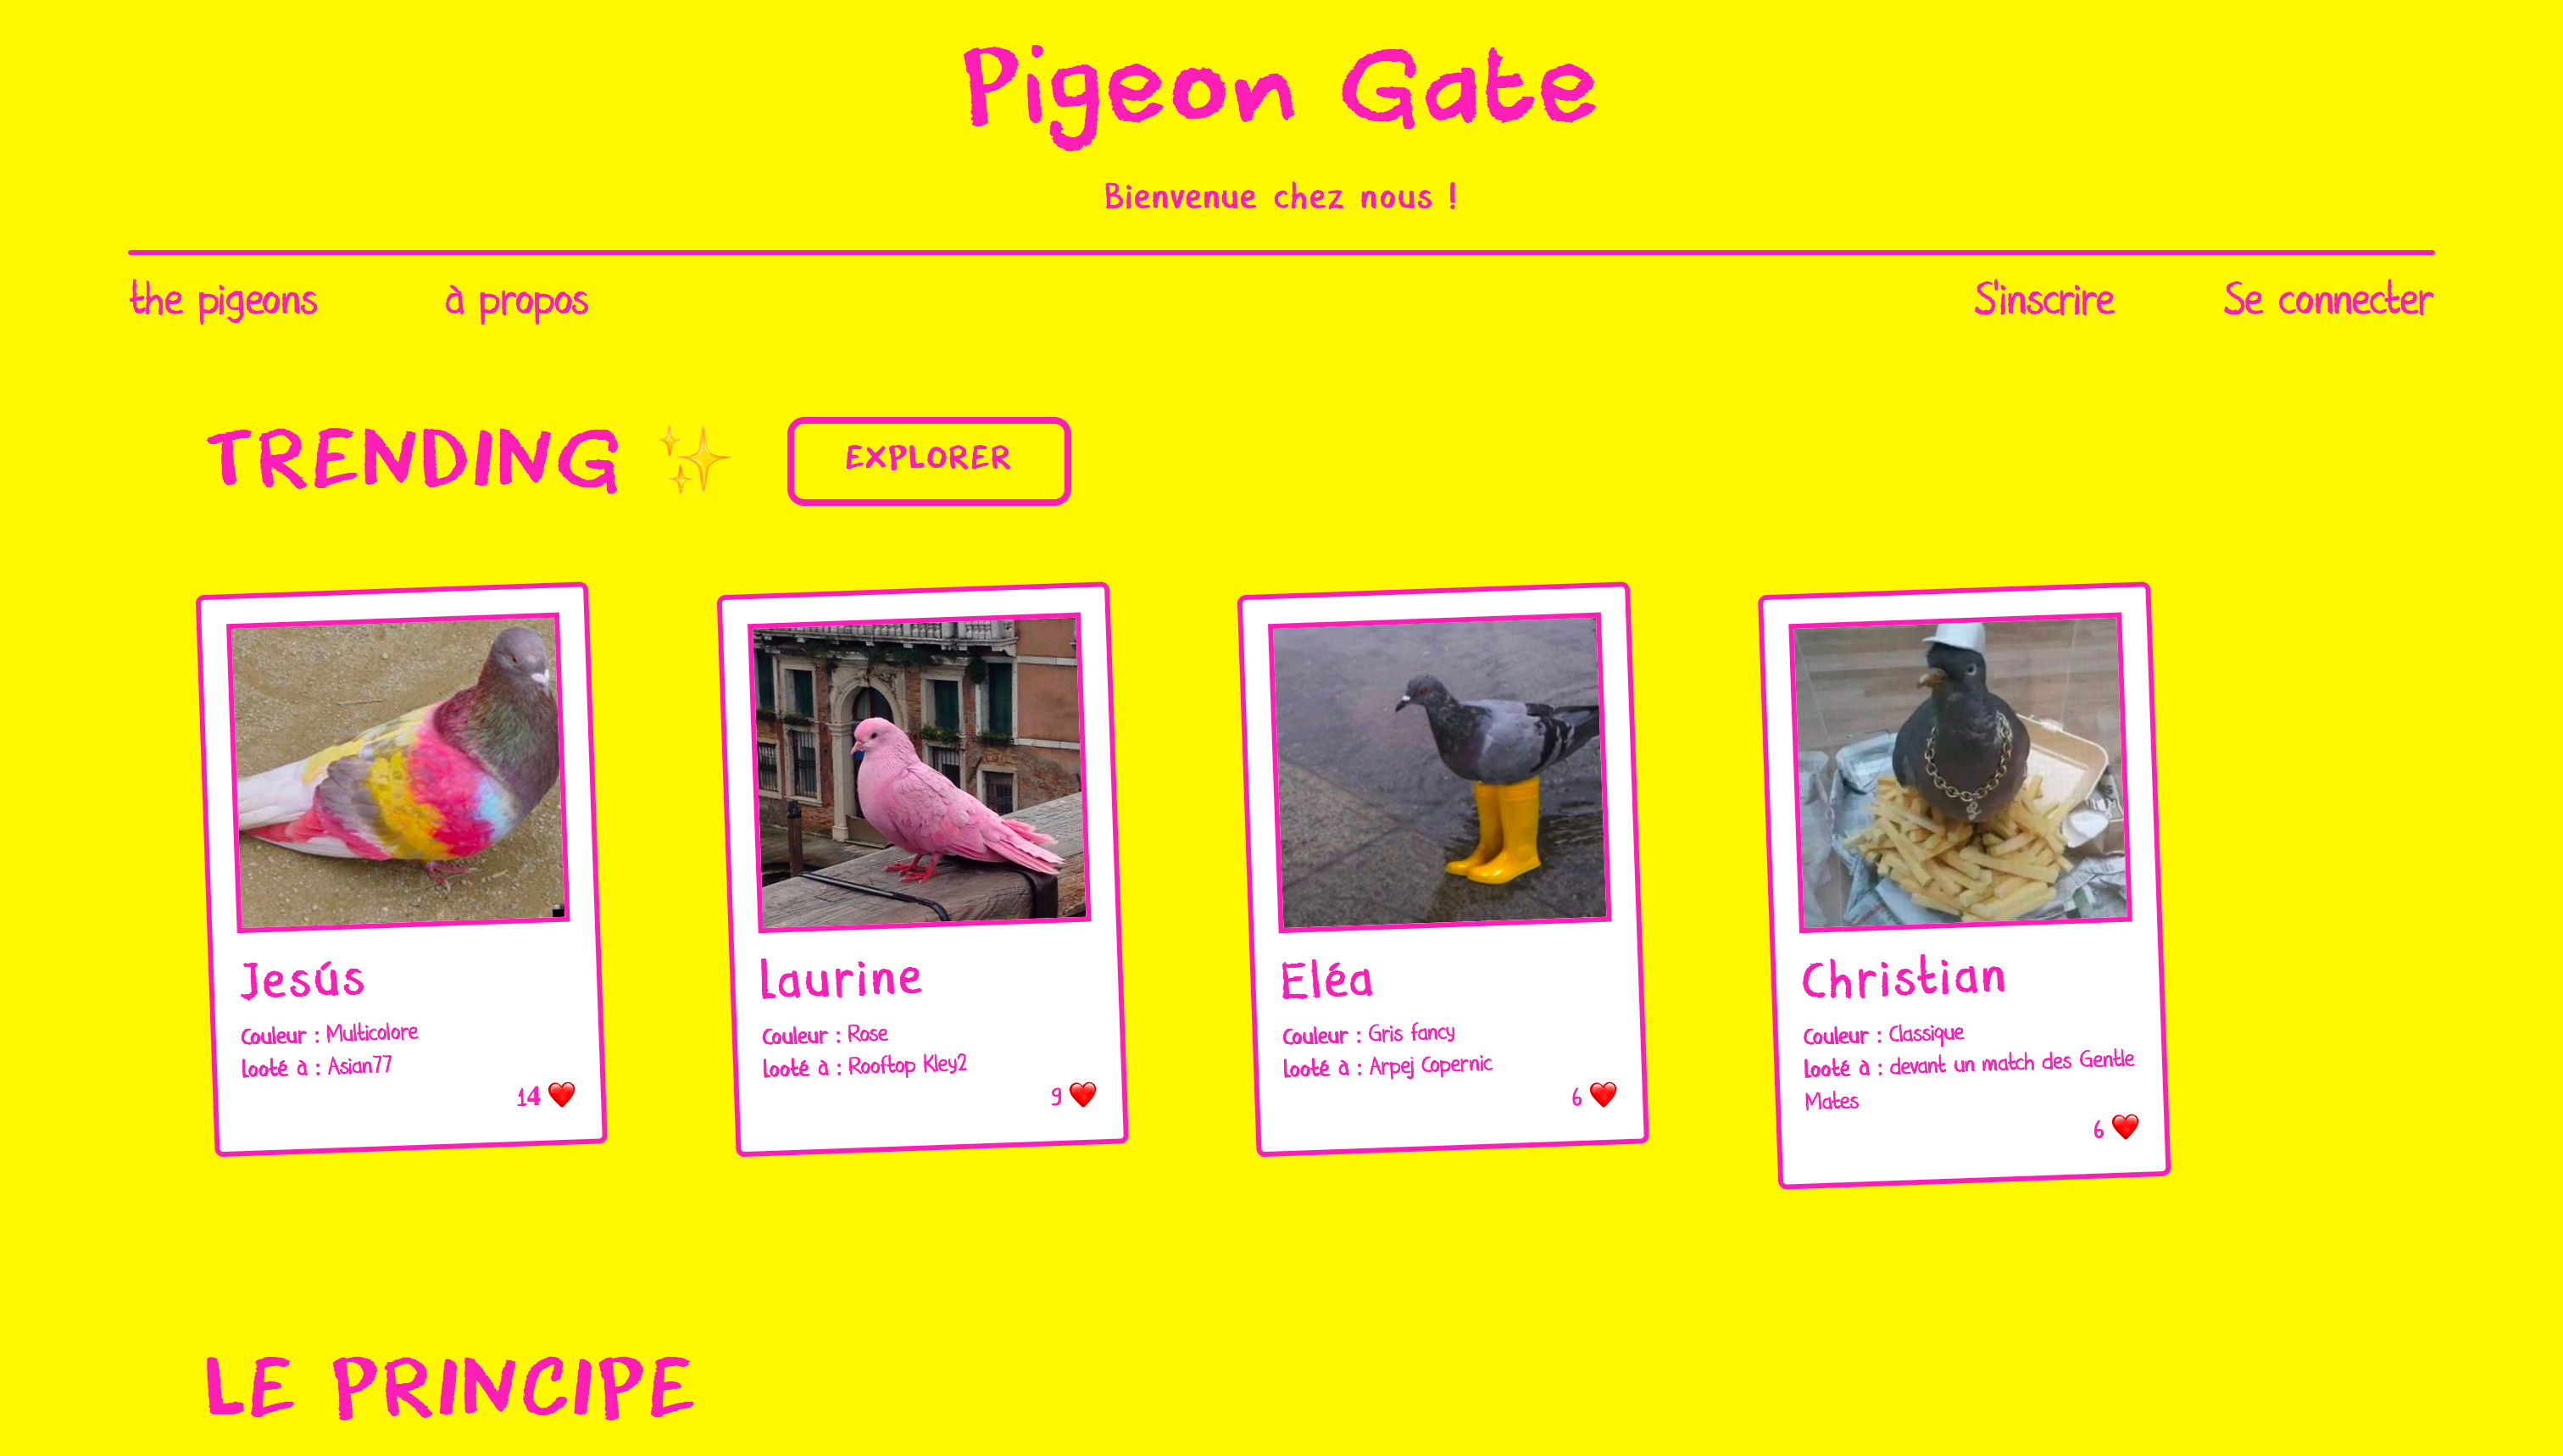 Pigeon Gate
Bienvenue chez nous !
the pigeons
à propos
S'inscrire
Se connecter
TRENDING ✨
EXPLORER
Jesús
Couleur : Multicolore
Looté à : Asian77
14 ❤️
Laurine
Couleur : Rose
Looté à : Rooftop Kley2
9 ❤️
Eléa
Couleur : Gris fancy
Looté à : Arpej Copernic
6 ❤️
Christian
Couleur : Classique
Looté à : devant un match des Gentle
Mates
6 ❤️
LE PRINCIPE